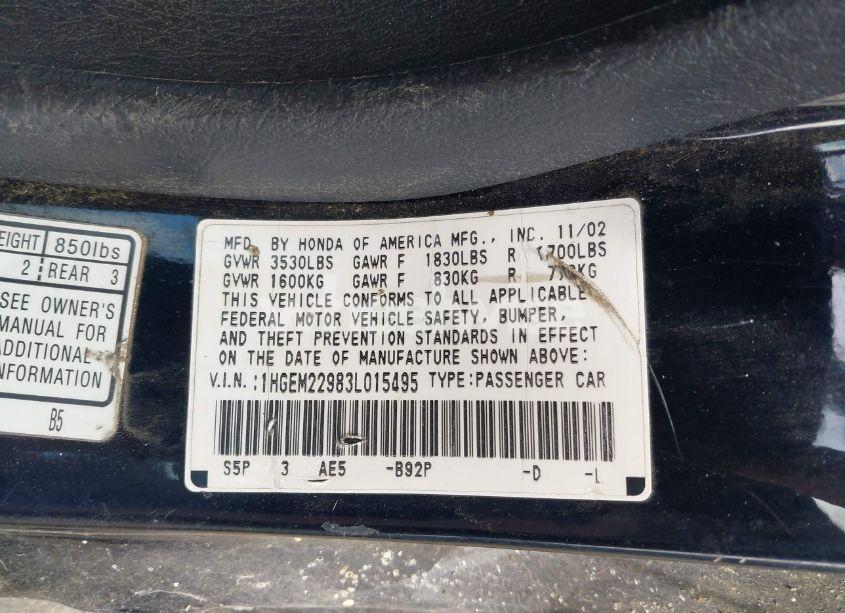 EIGHT 850lbs
2 REAR 3
SEE OWNER'S
MANUAL FOR
ADDITIONAL
INFORMATION
B5
MFD. BY HONDA OF AMERICA MFG., INC. 11/02
GVWR 3530LBS GAWR F 1830LBS R 1700LBS
GVWR 1600KG GAWR F 830KG R
THIS VEHICLE CONFORMS TO ALL APPLICABLE
FEDERAL MOTOR VEHICLE SAFETY, BUMPER,
AND THEFT PREVENTION STANDARDS IN EFFECT
ON THE DATE OF MANUFACTURE SHOWN ABOVE:
V.I.N.:1HGEM22983L015495 TYPE:PASSENGER CAR
S5P 3 AE5 -B92P -D -L